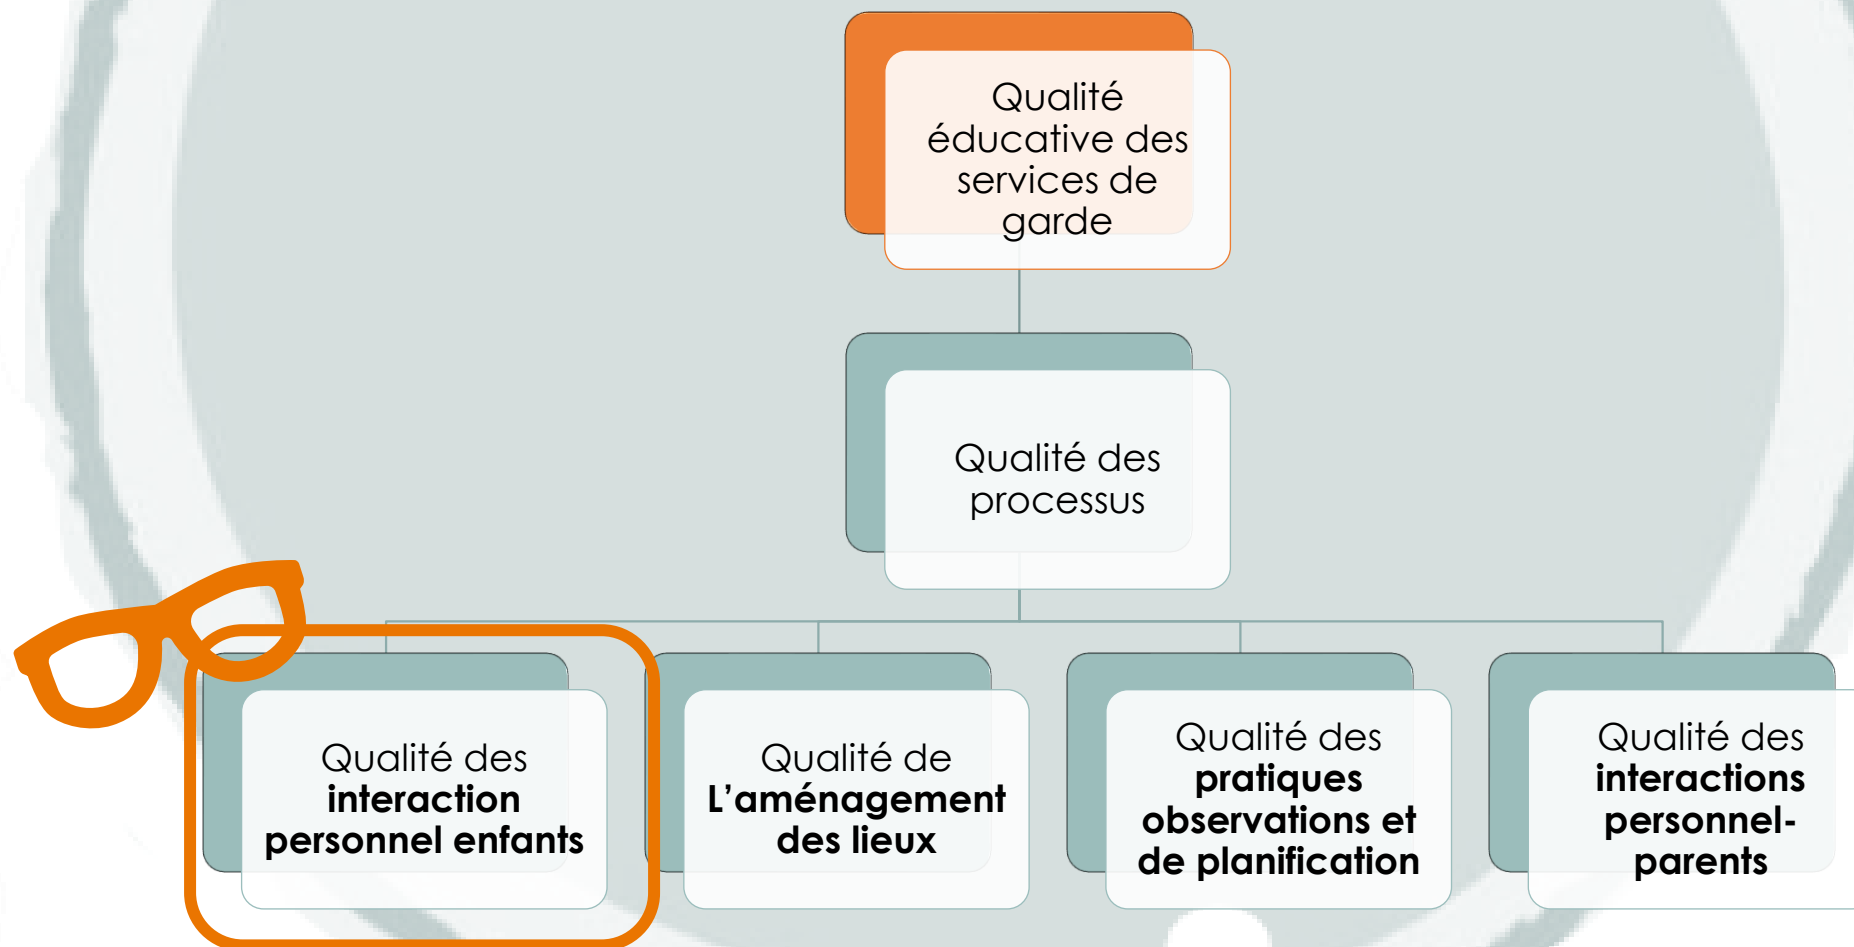 Qualité
éducative des
services de
garde
Qualité des
processus
Qualité des
interaction
personnel enfants
Qualité de
L'aménagement
des lieux
Qualité des
pratiques
observations et
de planification
Qualité des
interactions
personnel-
parents